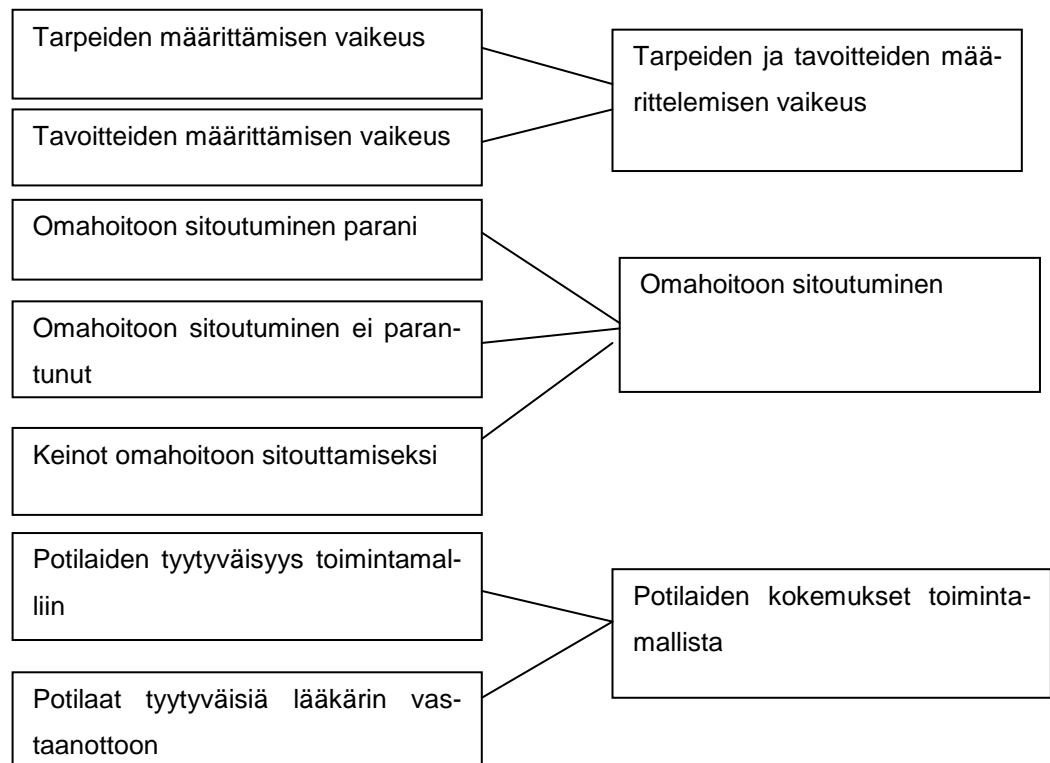 Tarpeiden määrittämisen vaikeus
Tavoitteiden määrittämisen vaikeus
Tarpeiden ja tavoitteiden mää-
rittelemisen vaikeus
Omahoitoon sitoutuminen parani
Omahoitoon sitoutuminen ei paran-
tunut
Keinot omahoitoon sitouttamiseksi
Omahoitoon sitoutuminen
Potilaiden tyytyväisyys toimintamal-
liin
Potilaat tyytyväisiä lääkärin vas-
taanottoon
Potilaiden kokemukset toiminta-
mallista